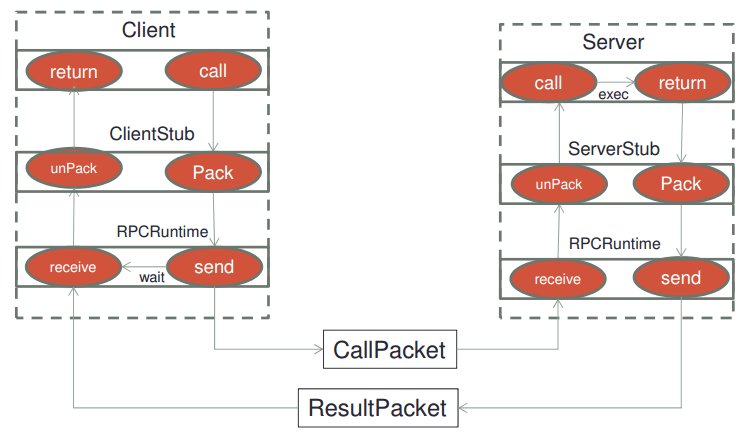 Client
return
call
ClientStub
unPack
Pack
RPCRuntime
receive
wait
send
Server
call
exec
return
ServerStub
unPack
Pack
RPCRuntime
receive
send
CallPacket
ResultPacket